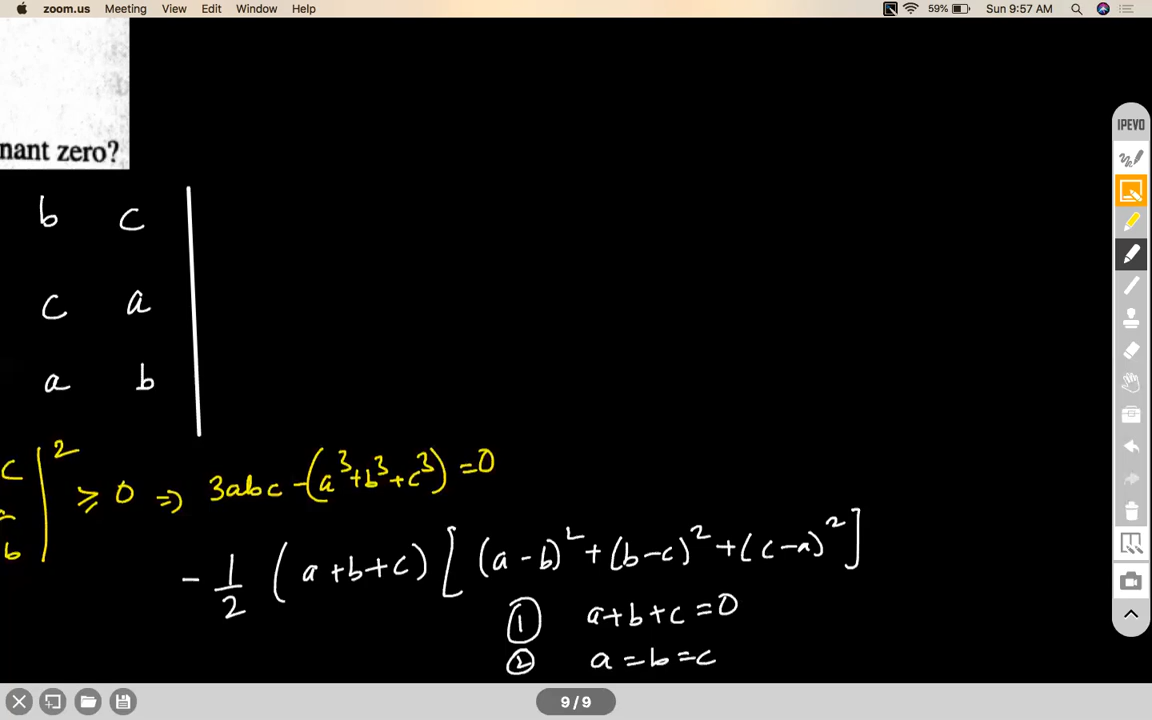 zoom.us Meeting View Edit Window Help 59% Sun 9:57 AM
IPEVO
nant zero?
b c
c a
a b
c |² ≥ 0 ⇒ 3abc -(a³+b³+c³) =0
b
- 1/2 (a+b+c) [(a-b)²+(b-c)²+(c-a)²]
① a+b+c=0
② a=b=c
9 / 9